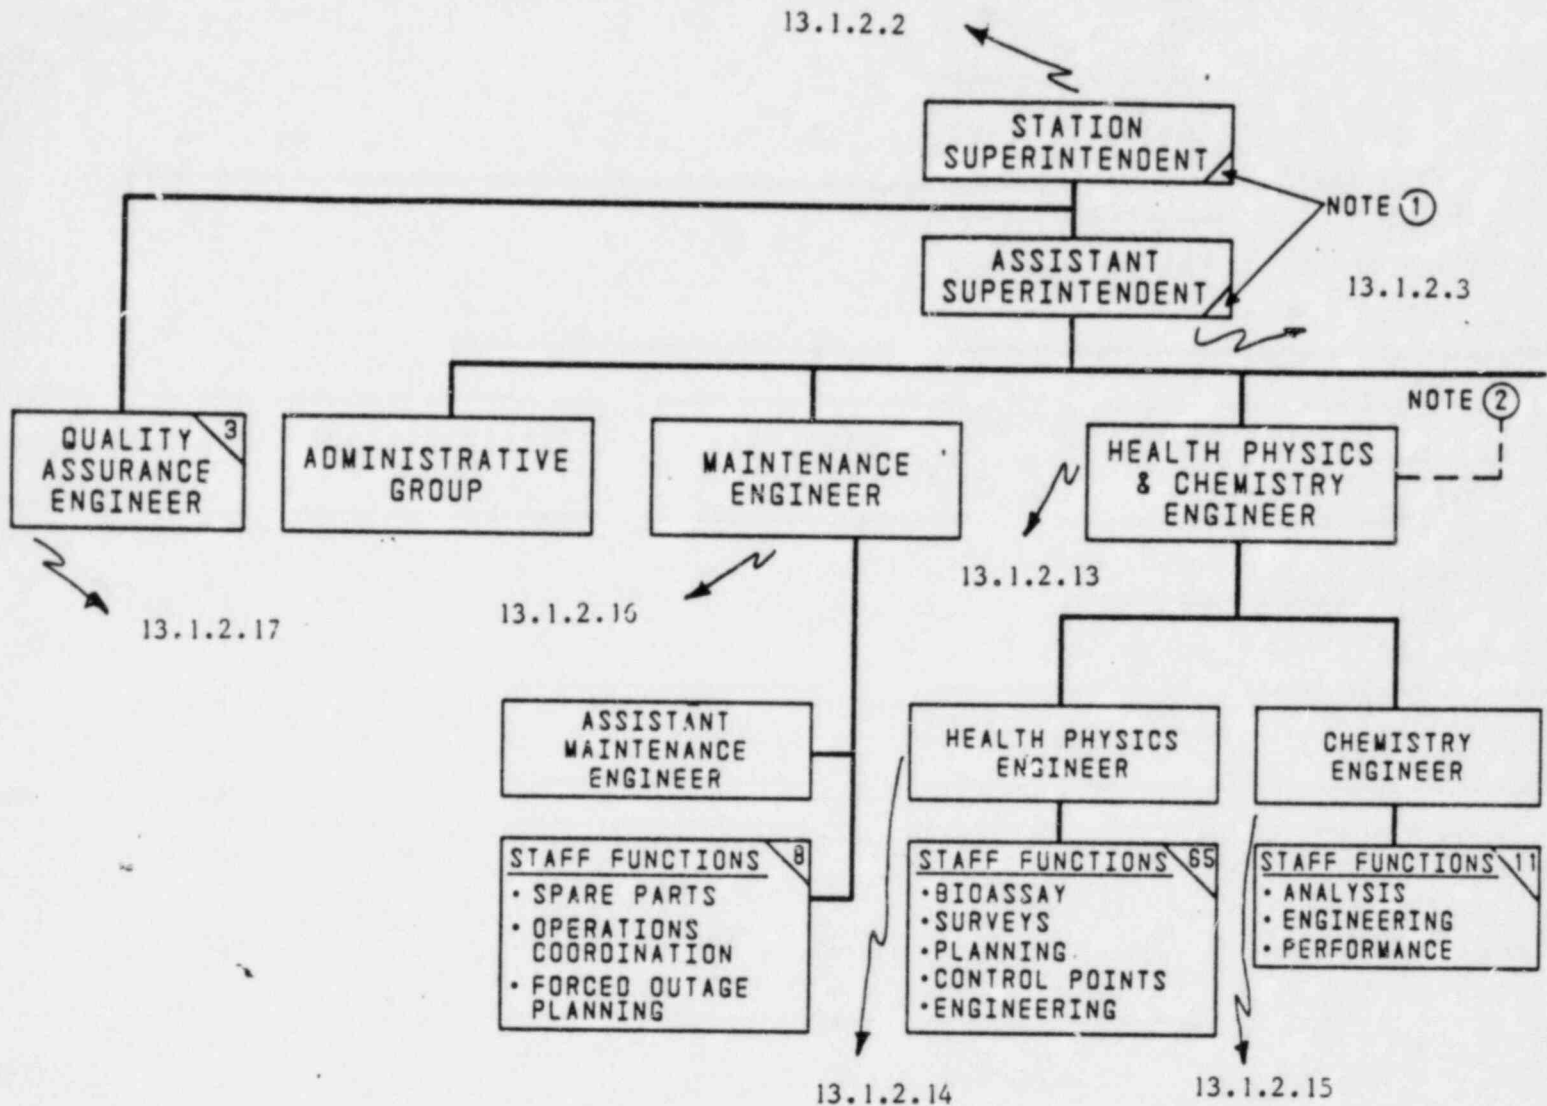 13.1.2.2
STATION
SUPERINTENDENT
NOTE 1
ASSISTANT
SUPERINTENDENT
13.1.2.3
NOTE 2
QUALITY
ASSURANCE
ENGINEER
3
ADMINISTRATIVE
GROUP
MAINTENANCE
ENGINEER
HEALTH PHYSICS
& CHEMISTRY
ENGINEER
13.1.2.17
13.1.2.16
13.1.2.13
ASSISTANT
MAINTENANCE
ENGINEER
HEALTH PHYSICS
ENGINEER
CHEMISTRY
ENGINEER
STAFF FUNCTIONS 8
• SPARE PARTS
• OPERATIONS
COORDINATION
• FORCED OUTAGE
PLANNING
STAFF FUNCTIONS 65
•BIOASSAY
•SURVEYS
•PLANNING
•CONTROL POINTS
•ENGINEERING
STAFF FUNCTIONS 11
• ANALYSIS
• ENGINEERING
• PERFORMANCE
13.1.2.14
13.1.2.15